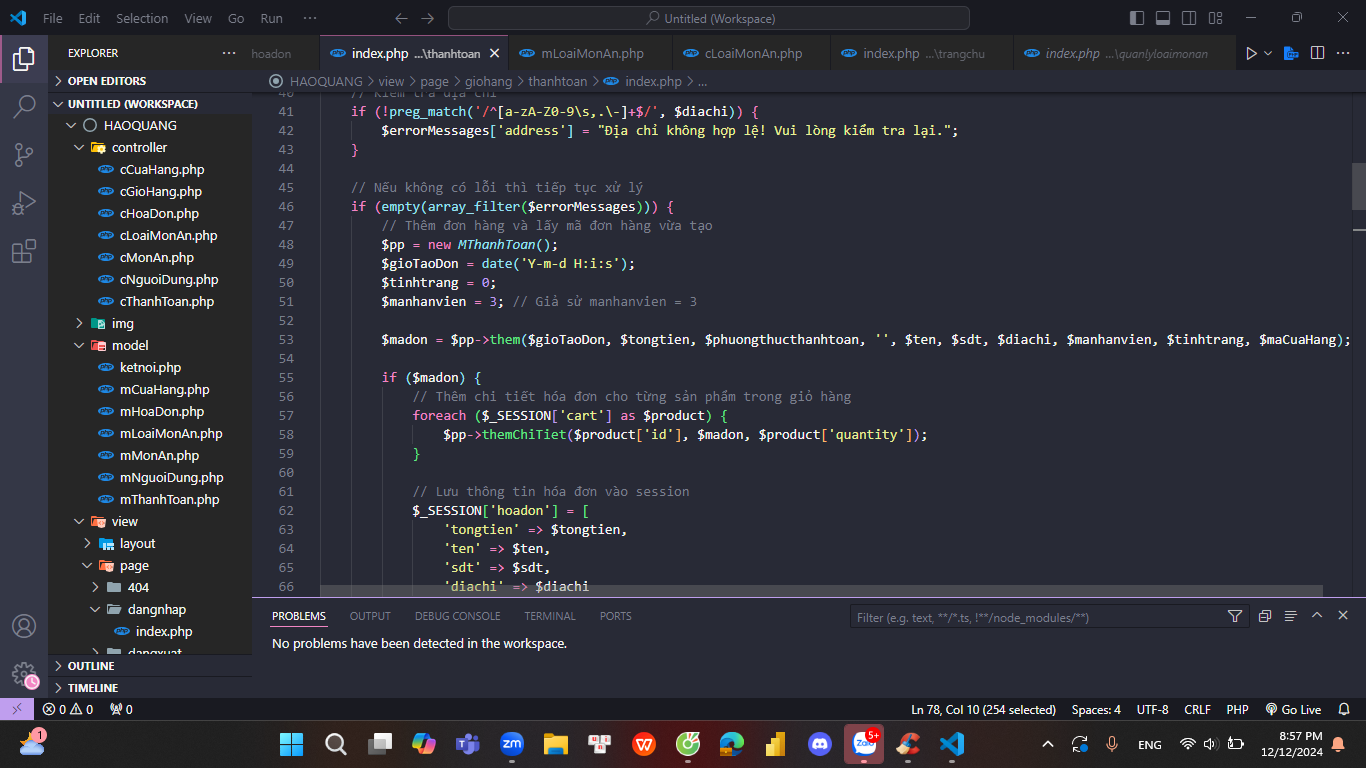 File Edit Selection View Go Run ··· Untitled (Workspace)
EXPLORER ···
hoadon index.php ...\thanhtoan mLoaiMonAn.php cLoaiMonAn.php index.php ...\trangchu index.php ...\quanlyloaimonan
OPEN EDITORS
HAOQUANG > view > page > giohang > thanhtoan > index.php > ...
UNTITLED (WORKSPACE)
HAOQUANG
controller
cCuaHang.php
cGioHang.php
cHoaDon.php
cLoaiMonAn.php
cMonAn.php
cNguoiDung.php
cThanhToan.php
img
model
ketnoi.php
mCuaHang.php
mHoaDon.php
mLoaiMonAn.php
mMonAn.php
mNguoiDung.php
mThanhToan.php
view
layout
page
404
dangnhap
index.php
dangxuat
OUTLINE
TIMELINE
40 // Kiểm tra địa chỉ
41 if (!preg_match('/^[a-zA-Z0-9\s,.\-]+$/', $diachi)) {
42 $errorMessages['address'] = "Địa chỉ không hợp lệ! Vui lòng kiểm tra lại.";
43 }
44
45 // Nếu không có lỗi thì tiếp tục xử lý
46 if (empty(array_filter($errorMessages))) {
47 // Thêm đơn hàng và lấy mã đơn hàng vừa tạo
48 $pp = new MThanhToan();
49 $gioTaoDon = date('Y-m-d H:i:s');
50 $tinhtrang = 0;
51 $manhanvien = 3; // Giả sử manhanvien = 3
52
53 $madon = $pp->them($gioTaoDon, $tongtien, $phuongthucthanhtoan, '', $ten, $sdt, $diachi, $manhanvien, $tinhtrang, $maCuaHang);
54
55 if ($madon) {
56 // Thêm chi tiết hóa đơn cho từng sản phẩm trong giỏ hàng
57 foreach ($_SESSION['cart'] as $product) {
58 $pp->themChiTiet($product['id'], $madon, $product['quantity']);
59 }
60
61 // Lưu thông tin hóa đơn vào session
62 $_SESSION['hoadon'] = [
63 'tongtien' => $tongtien,
64 'ten' => $ten,
65 'sdt' => $sdt,
66 'diachi' => $diachi
PROBLEMS OUTPUT DEBUG CONSOLE TERMINAL PORTS Filter (e.g. text, **/*.ts, !**/node_modules/**)
No problems have been detected in the workspace.
0 0 0 Ln 78, Col 10 (254 selected) Spaces: 4 UTF-8 CRLF PHP Go Live
1 zm W Zalo 5+ ENG 8:57 PM
12/12/2024